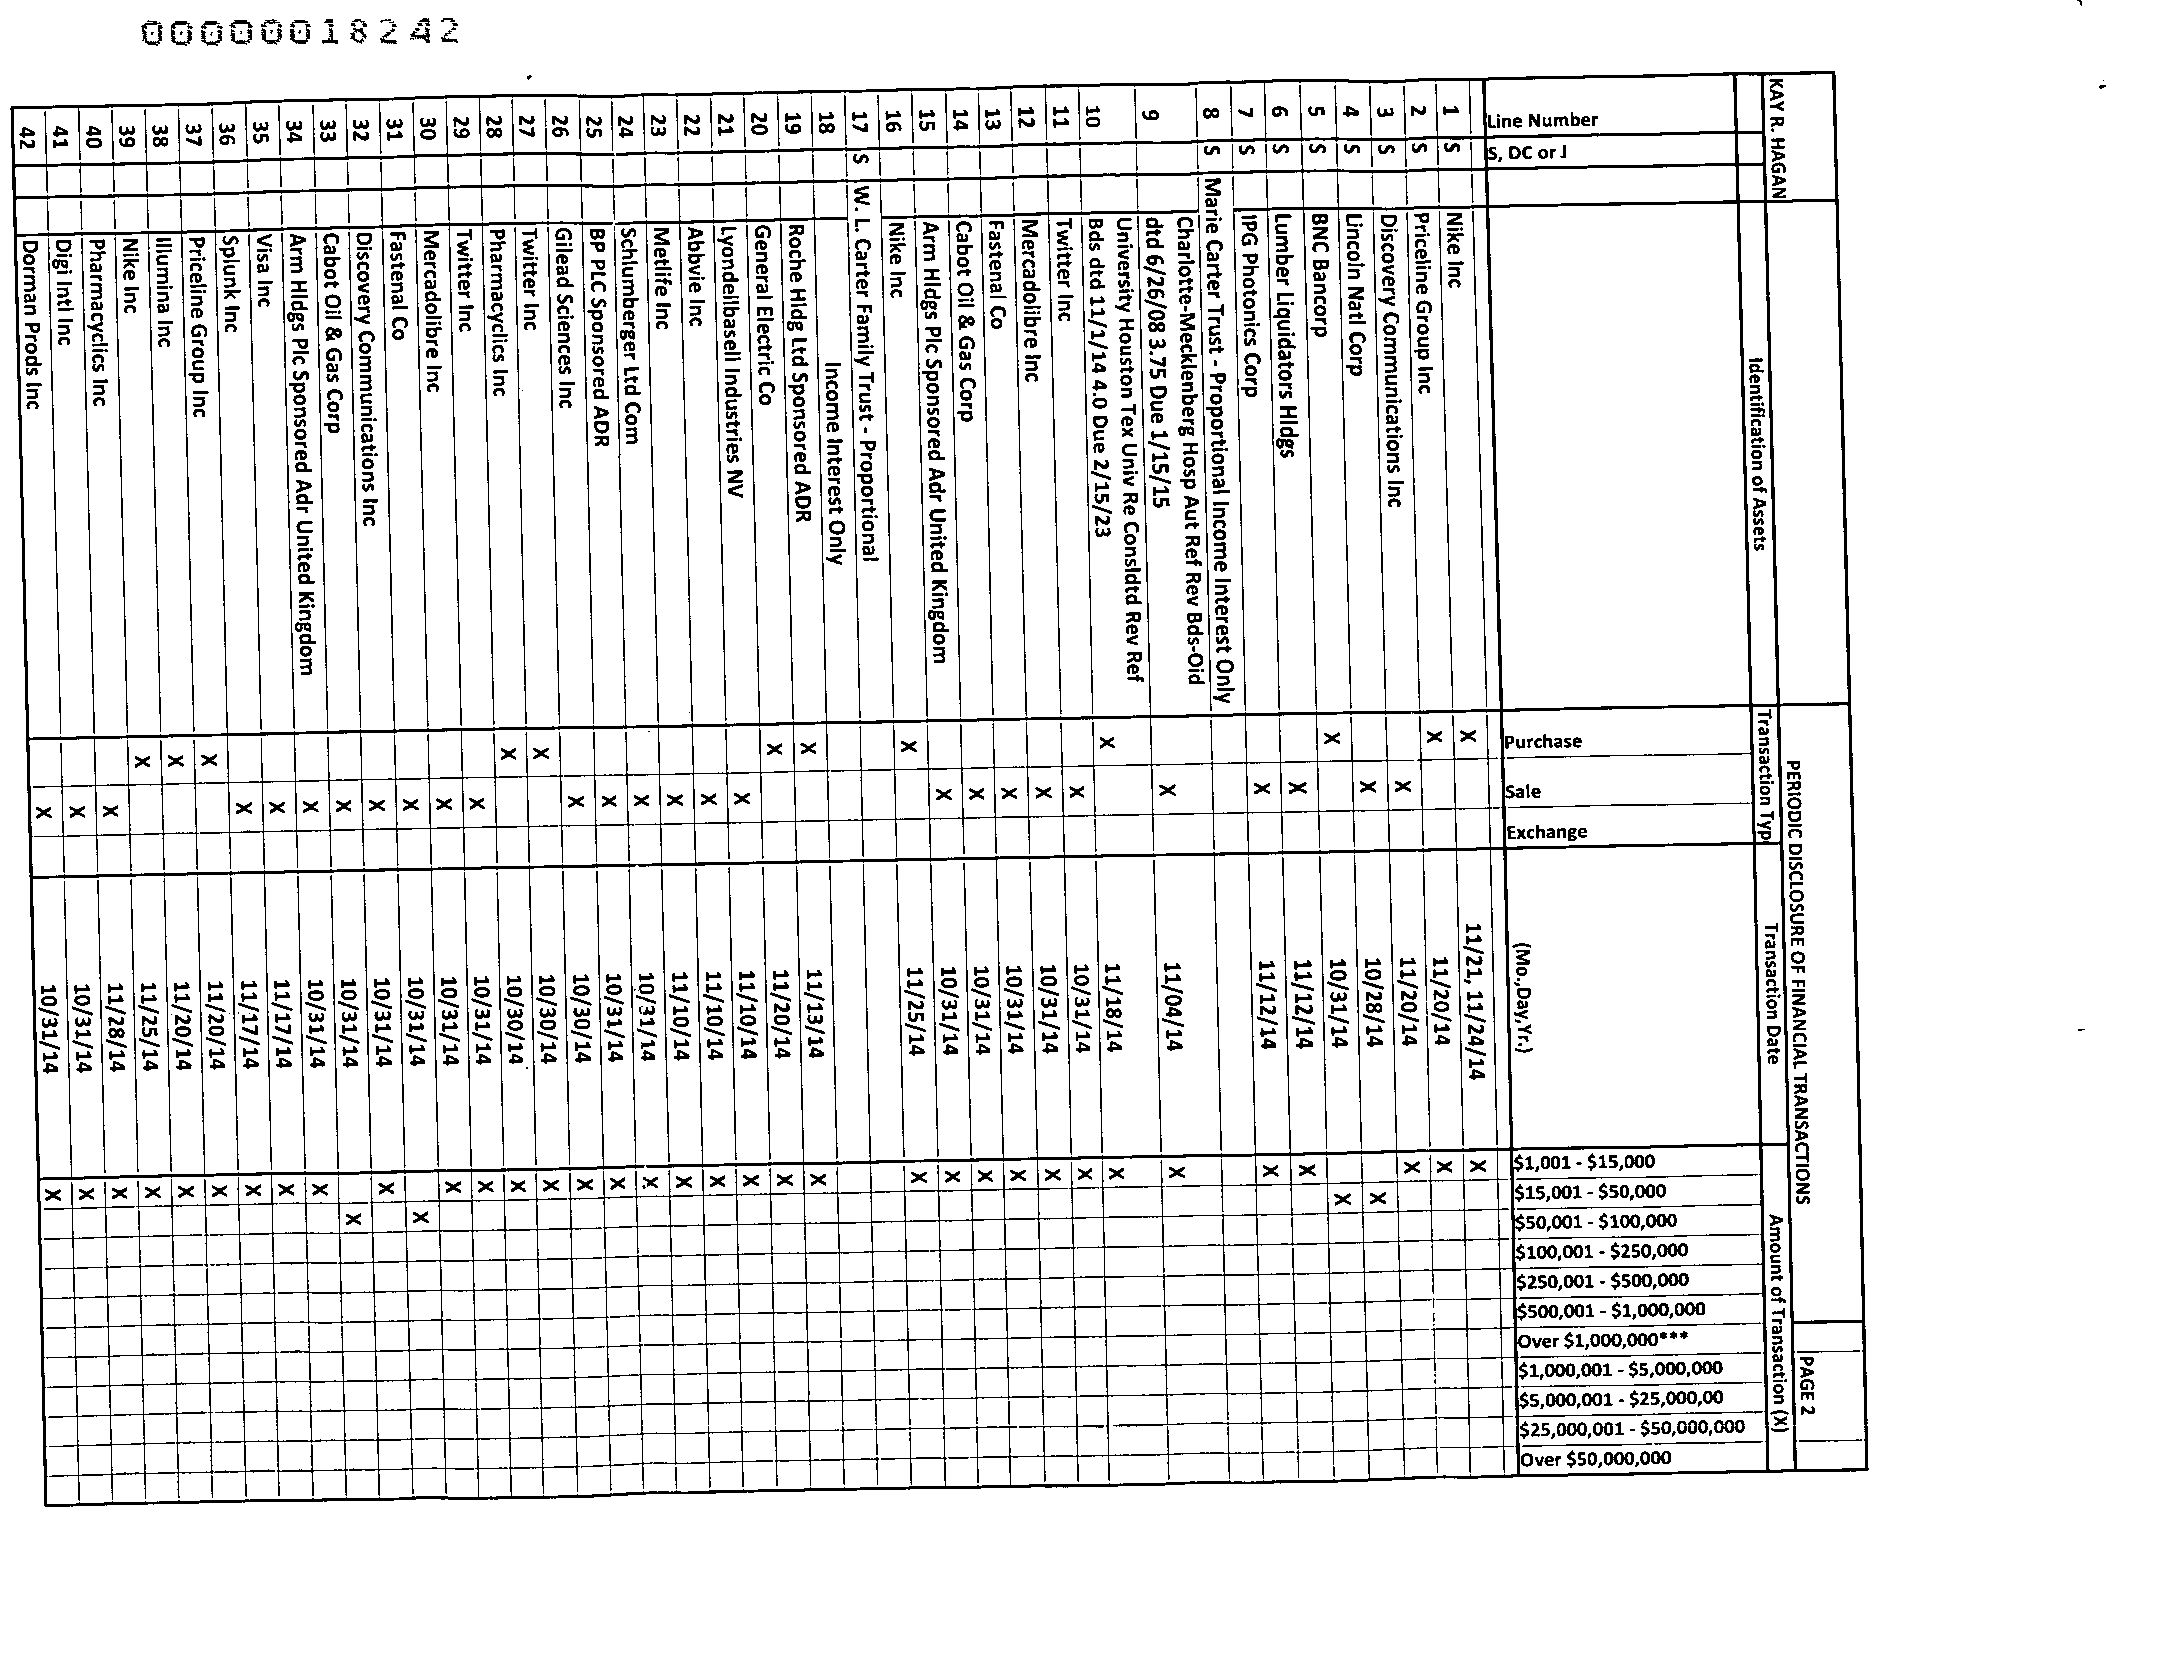 00000018242
KAY R. HAGAN PERIODIC DISCLOSURE OF FINANCIAL TRANSACTIONS PAGE 2
Identification of Assets Transaction Typ Transaction Date Amount of Transaction (X)
Line Number
S, DC or J
Purchase
Sale
Exchange
(Mo.,Day,Yr.)
$1,001 - $15,000
$15,001 - $50,000
$50,001 - $100,000
$100,001 - $250,000
$250,001 - $500,000
$500,001 - $1,000,000
Over $1,000,000***
$1,000,001 - $5,000,000
$5,000,001 - $25,000,00
$25,000,001 - $50,000,000
Over $50,000,000
1 S Nike Inc X 11/21, 11/24/14 X
2 S Priceline Group Inc X 11/20/14 X
3 S Discovery Communications Inc X 11/20/14 X
4 S Lincoln Natl Corp X 10/28/14 X
5 S BNC Bancorp X 10/31/14 X
6 S Lumber Liquidators Hldgs X 11/12/14 X
7 S IPG Photonics Corp X 11/12/14 X
8 S Marie Carter Trust - Proportional Income Interest Only
Charlotte-Mecklenberg Hosp Aut Ref Rev Bds-Oid
9 dtd 6/26/08 3.75 Due 1/15/15 X 11/04/14 X
University Houston Tex Univ Re Consldtd Rev Ref
10 Bds dtd 11/1/14 4.0 Due 2/15/23 X 11/18/14 X
11 Twitter Inc X 10/31/14 X
12 Mercadolibre Inc X 10/31/14 X
13 Fastenal Co X 10/31/14 X
14 Cabot Oil & Gas Corp X 10/31/14 X
15 Arm Hldgs Plc Sponsored Adr United Kingdom X 10/31/14 X
16 Nike Inc X 11/25/14 X
17 S W. L. Carter Family Trust - Proportional
18 Income Interest Only
19 Roche Hldg Ltd Sponsored ADR X 11/13/14 X
20 General Electric Co X 11/20/14 X
21 Lyondellbasell Industries NV X 11/10/14 X
22 Abbvie Inc X 11/10/14 X
23 Metlife Inc X 11/10/14 X
24 Schlumberger Ltd Com X 10/31/14 X
25 BP PLC Sponsored ADR X 10/31/14 X
26 Gilead Sciences Inc X 10/30/14 X
27 Twitter Inc X 10/30/14 X
28 Pharmacyclics Inc X 10/30/14 X
29 Twitter Inc X 10/31/14 X
30 Mercadolibre Inc X 10/31/14 X
31 Fastenal Co X 10/31/14 X
32 Discovery Communications Inc X 10/31/14 X
33 Cabot Oil & Gas Corp X 10/31/14 X
34 Arm Hldgs Plc Sponsored Adr United Kingdom X 10/31/14 X
35 Visa Inc X 11/17/14 X
36 Splunk Inc X 11/17/14 X
37 Priceline Group Inc X 11/20/14 X
38 Illumina Inc X 11/20/14 X
39 Nike Inc X 11/25/14 X
40 Pharmacyclics Inc X 11/28/14 X
41 Digi Intl Inc X 10/31/14 X
42 Dorman Prods Inc X 10/31/14 X